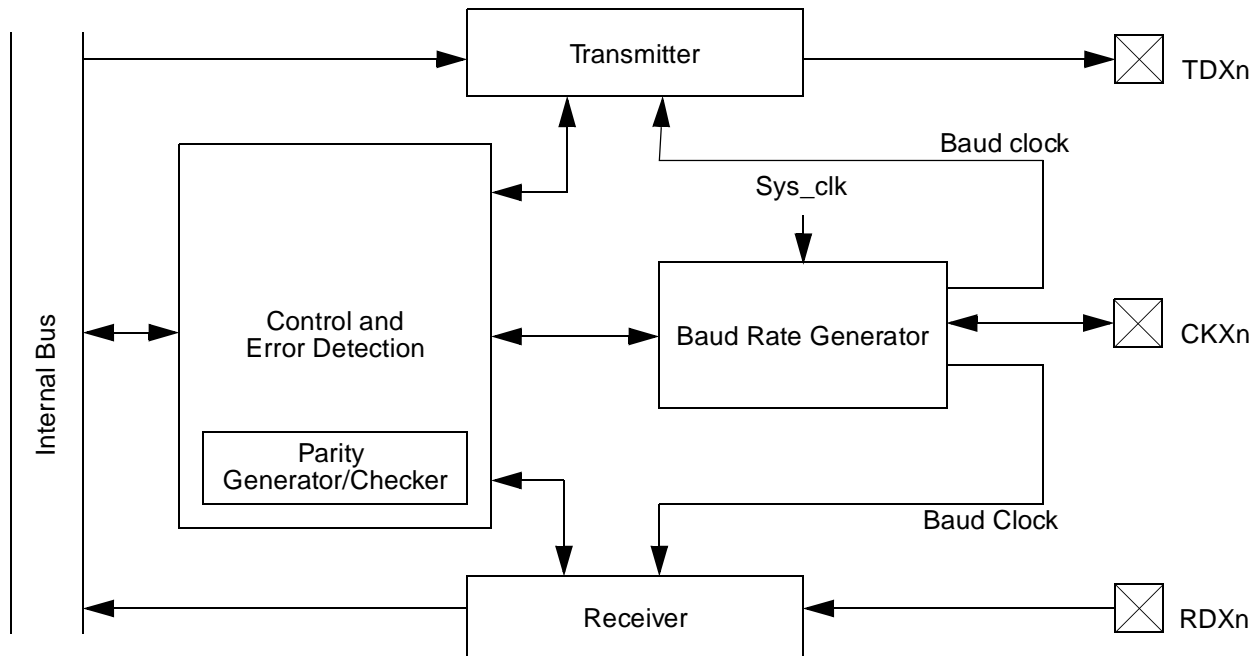 Transmitter
TDXn
Baud clock
Sys_clk
Internal Bus
Control and
Error Detection
Baud Rate Generator
CKXn
Parity
Generator/Checker
Baud Clock
Receiver
RDXn